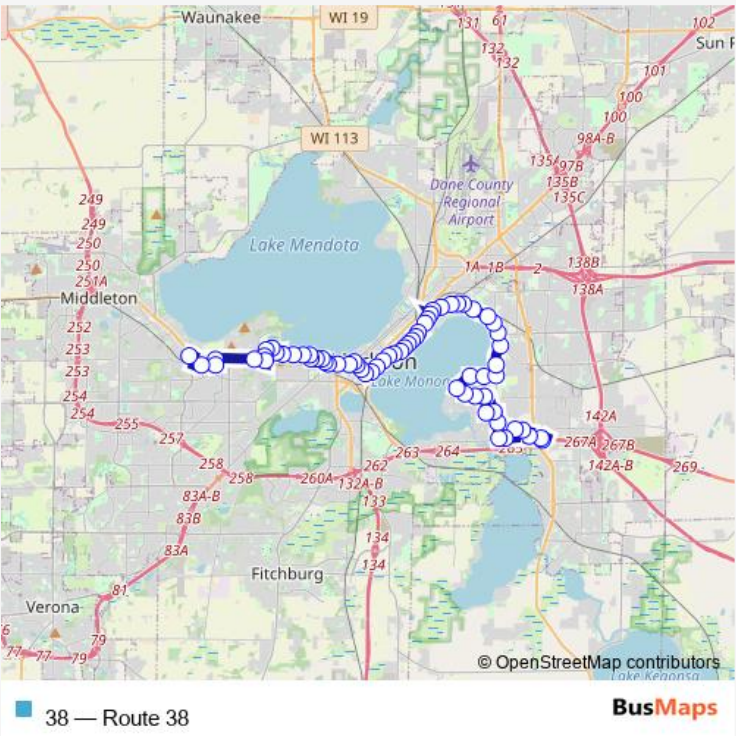 Waunakee
WI 19
131
61
102
132
132
Sun P
101
100
100
WI 113
98A-B
135A
97B
135B
135C
Dane County
Regional
Airport
249
249
250
250
251A
Lake Mendota
1A
1B
2
138B
138A
Middleton
252
253
253
254
254
Lake Monon
255
257
258
258
260A
262
132A-B
263
264
265
142A
267A
267B
142A-B
269
83A-B
83B
83A
133
134
134
Fitchburg
81
Verona
79
77
77
79
© OpenStreetMap contributors
Lake Kegonsa
38 — Route 38
BusMaps